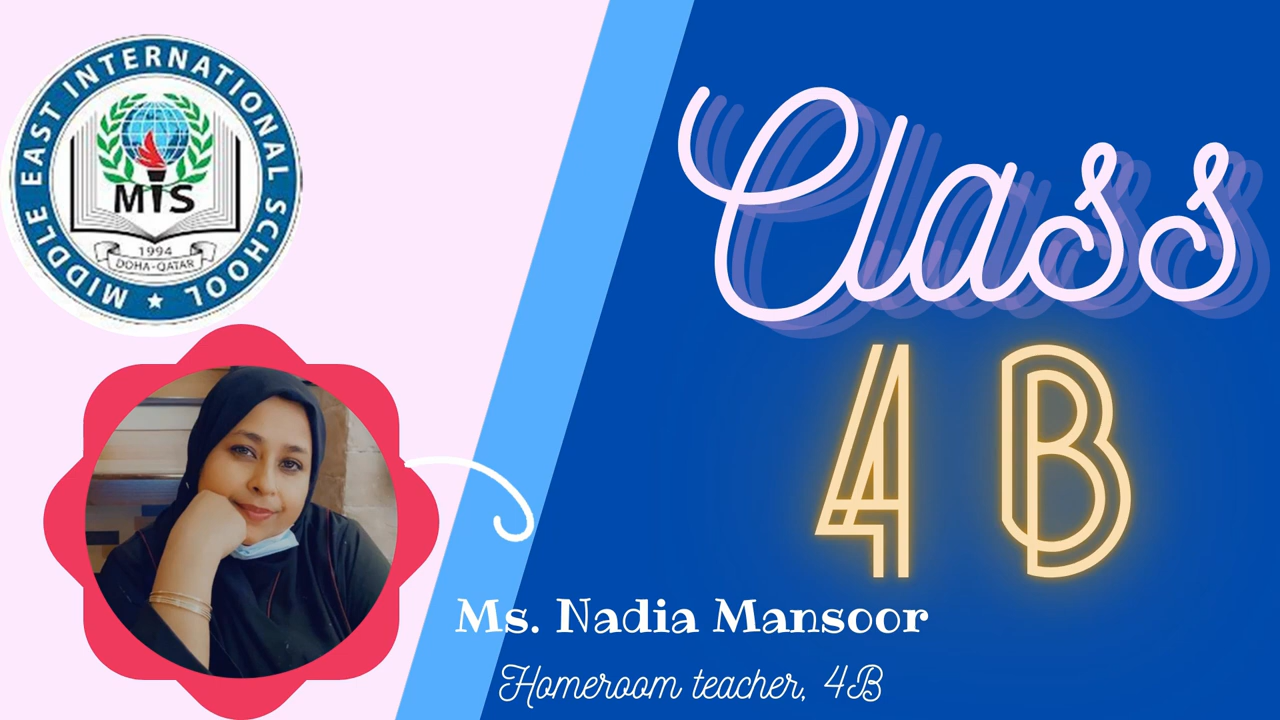 MIDDLE EAST INTERNATIONAL SCHOOL
MIS
1994
DOHA-QATAR
Class
4 B
Ms. Nadia Mansoor
Homeroom teacher, 4B